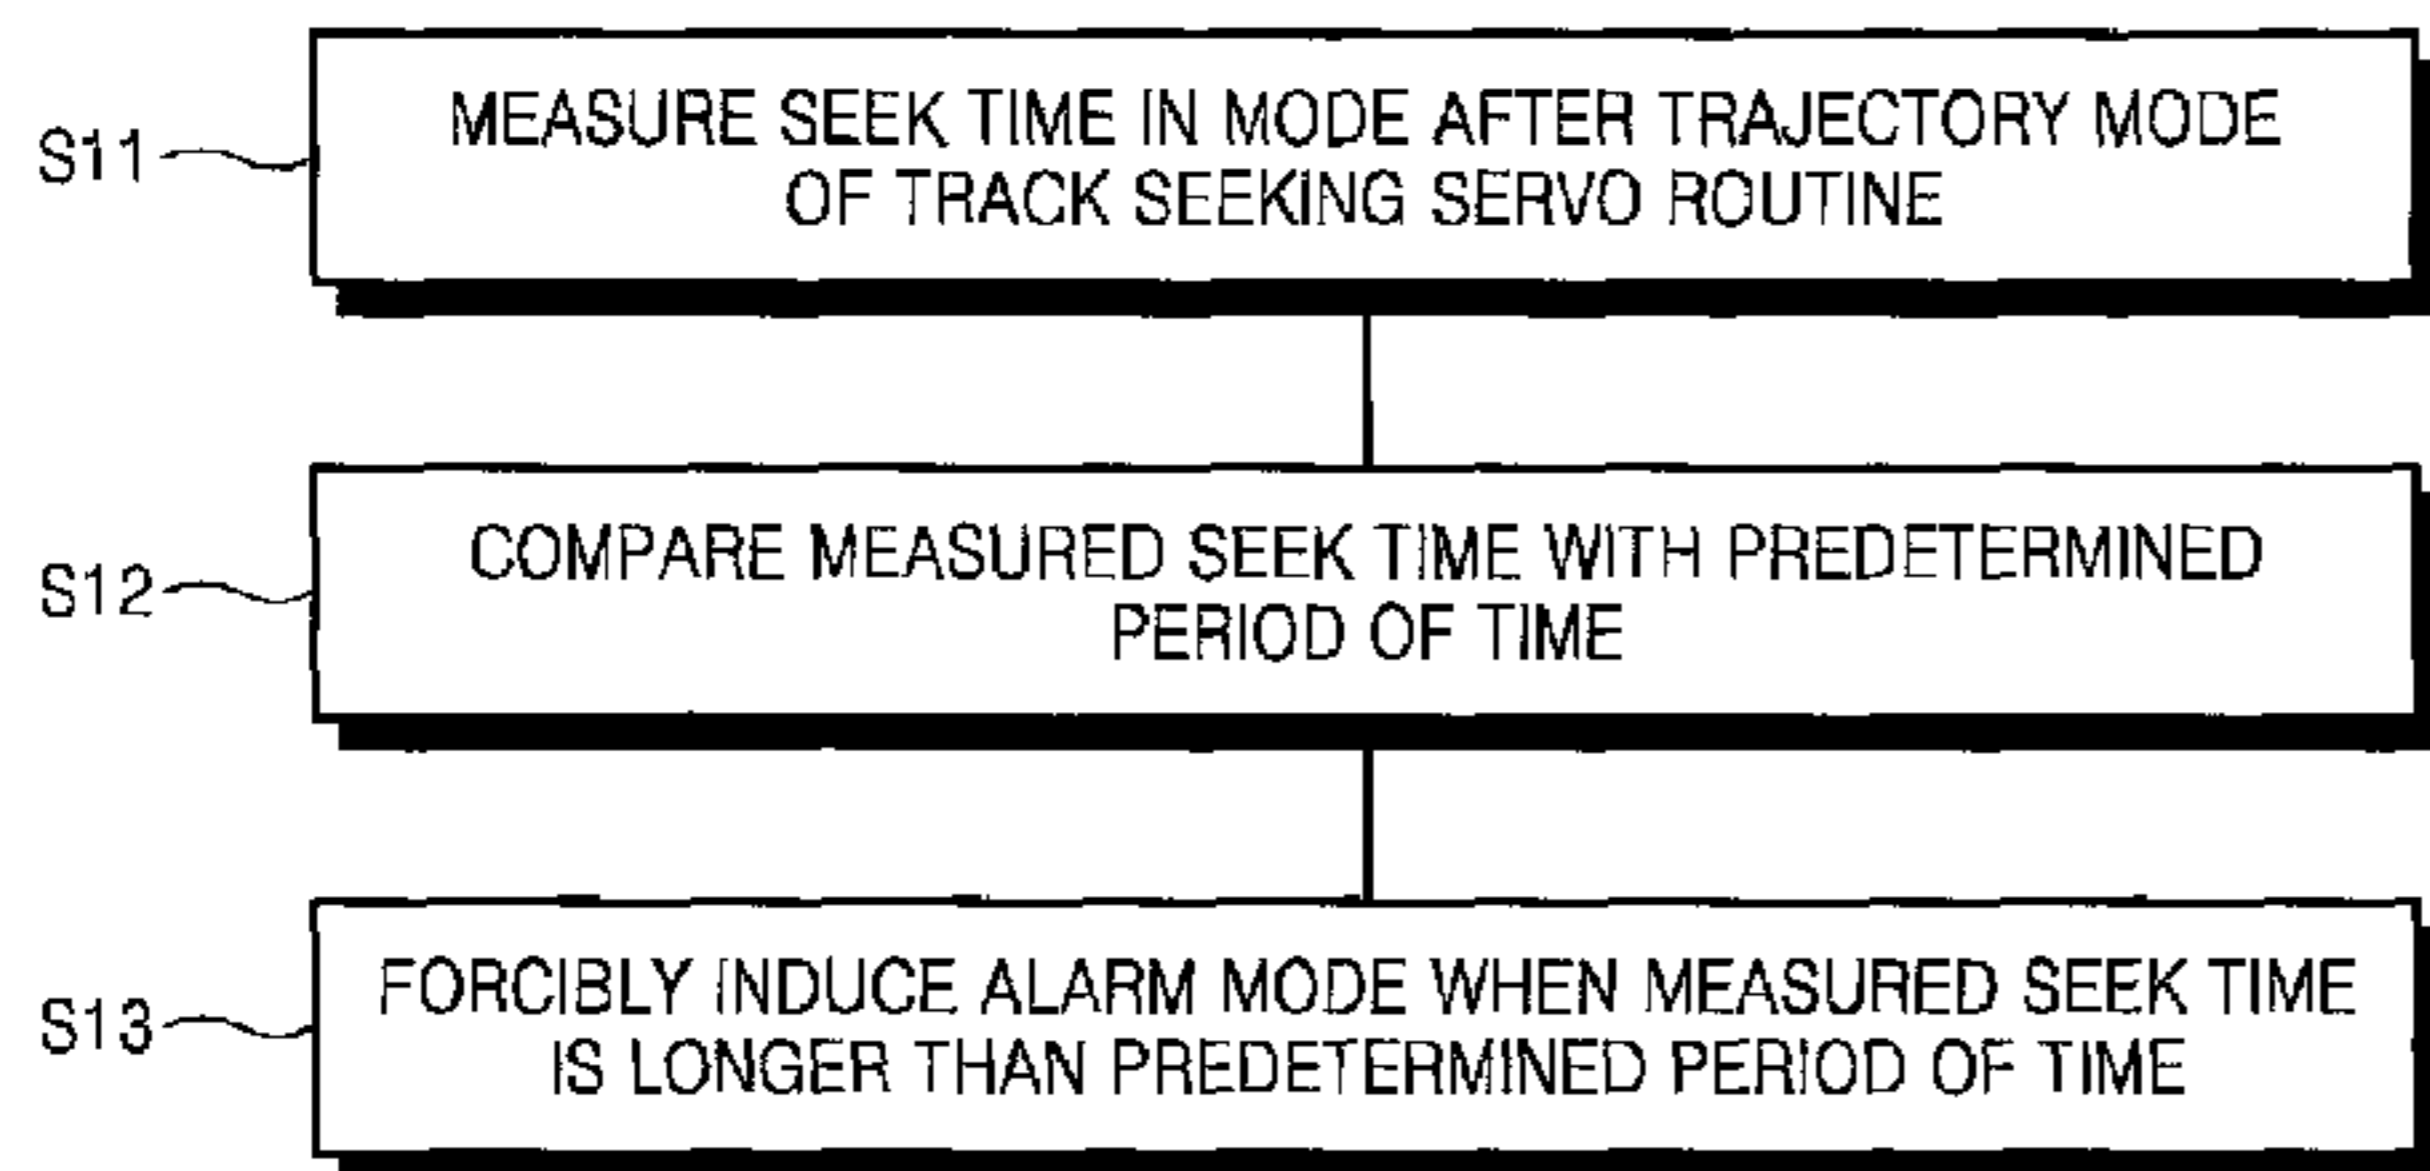 S11
MEASURE SEEK TIME IN MODE AFTER TRAJECTORY MODE
OF TRACK SEEKING SERVO ROUTINE
S12
COMPARE MEASURED SEEK TIME WITH PREDETERMINED
PERIOD OF TIME
S13
FORCIBLY INDUCE ALARM MODE WHEN MEASURED SEEK TIME
IS LONGER THAN PREDETERMINED PERIOD OF TIME